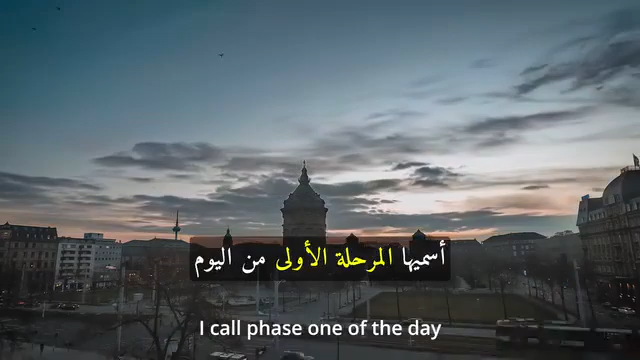 أسميها المرحلة الأولى من اليوم
I call phase one of the day